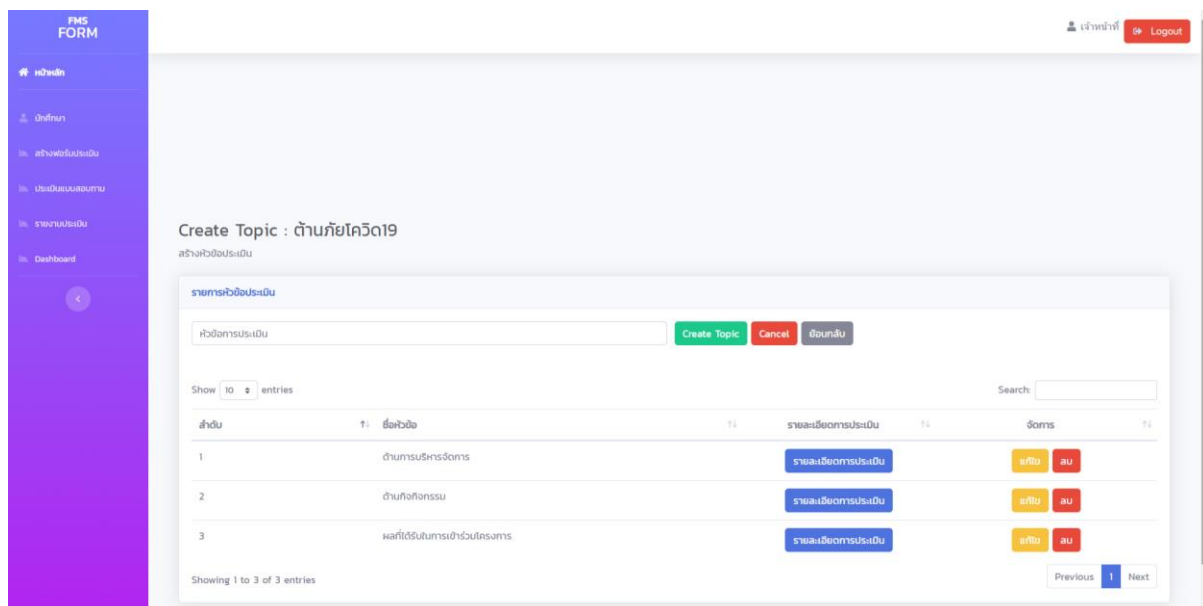 FMS
FORM
เจ้าหน้าที่
Logout
หน้าหลัก
นักศึกษา
สร้างฟอร์มประเมิน
ประเมินแบบสอบถาม
รายงานประเมิน
Dashboard
Create Topic : ต้านภัยโควิด19
สร้างหัวข้อประเมิน
รายการหัวข้อประเมิน
หัวข้อการประเมิน Create Topic Cancel ย้อนกลับ
Show 10 entries Search:
ลำดับ ชื่อหัวข้อ รายละเอียดการประเมิน จัดการ
1 ด้านการบริหารจัดการ รายละเอียดการประเมิน แก้ไข ลบ
2 ด้านกิจกิจกรรม รายละเอียดการประเมิน แก้ไข ลบ
3 ผลที่ได้รับในการเข้าร่วมโครงการ รายละเอียดการประเมิน แก้ไข ลบ
Showing 1 to 3 of 3 entries Previous 1 Next